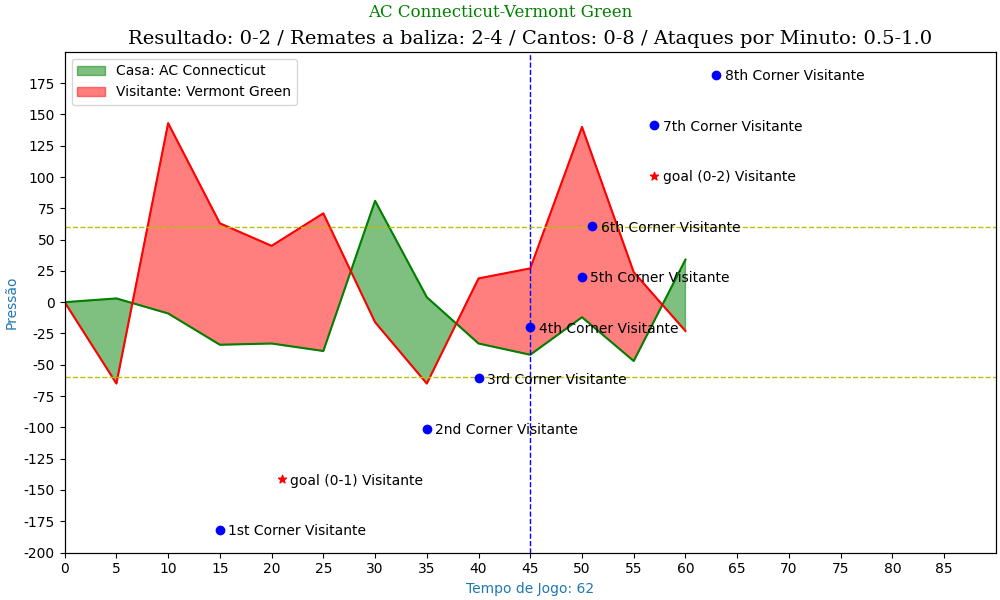 AC Connecticut-Vermont Green
Resultado: 0-2 / Remates a baliza: 2-4 / Cantos: 0-8 / Ataques por Minuto: 0.5-1.0
Casa: AC Connecticut
Visitante: Vermont Green
8th Corner Visitante
7th Corner Visitante
goal (0-2) Visitante
6th Corner Visitante
5th Corner Visitante
4th Corner Visitante
3rd Corner Visitante
2nd Corner Visitante
goal (0-1) Visitante
1st Corner Visitante
Pressão
175
150
125
100
75
50
25
0
-25
-50
-75
-100
-125
-150
-175
-200
0 5 10 15 20 25 30 35 40 45 50 55 60 65 70 75 80 85
Tempo de Jogo: 62